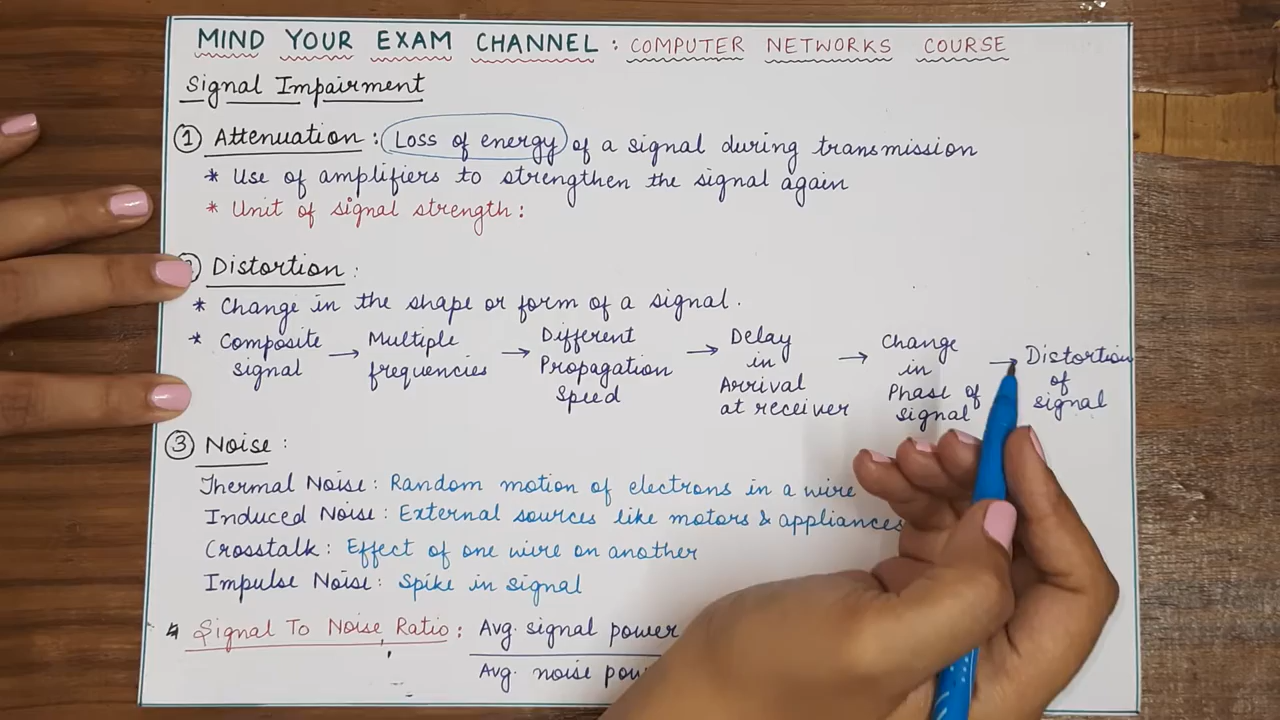 MIND YOUR EXAM CHANNEL : COMPUTER NETWORKS COURSE
Signal Impairment
① Attenuation : Loss of energy of a signal during transmission
* Use of amplifiers to strengthen the signal again
* Unit of signal strength :
Distortion :
* Change in the shape or form of a signal.
* Composite signal → Multiple frequencies → Different Propagation Speed → Delay in Arrival at receiver → Change in Phase of signal → Distortion of signal
③ Noise :
Thermal Noise : Random motion of electrons in a wire
Induced Noise : External sources like motors & appliances
Crosstalk : Effect of one wire on another
Impulse Noise : Spike in signal
Signal To Noise Ratio : Avg. signal power
Avg. noise